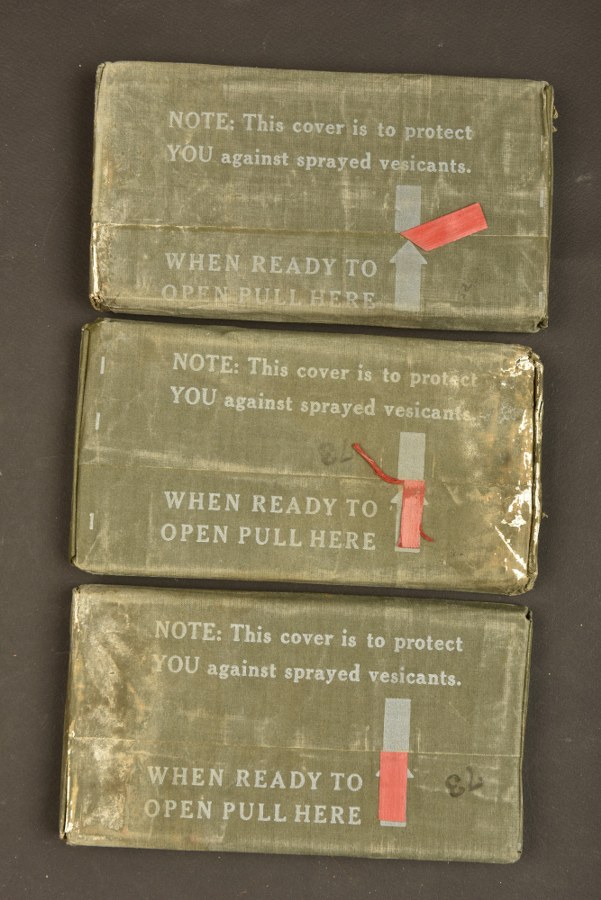 NOTE: This cover is to protect
YOU against sprayed vesicants.
WHEN READY TO
OPEN PULL HERE
NOTE: This cover is to protect
YOU against sprayed vesicants.
78
WHEN READY TO
OPEN PULL HERE
NOTE: This cover is to protect
YOU against sprayed vesicants.
WHEN READY TO
78
OPEN PULL HERE